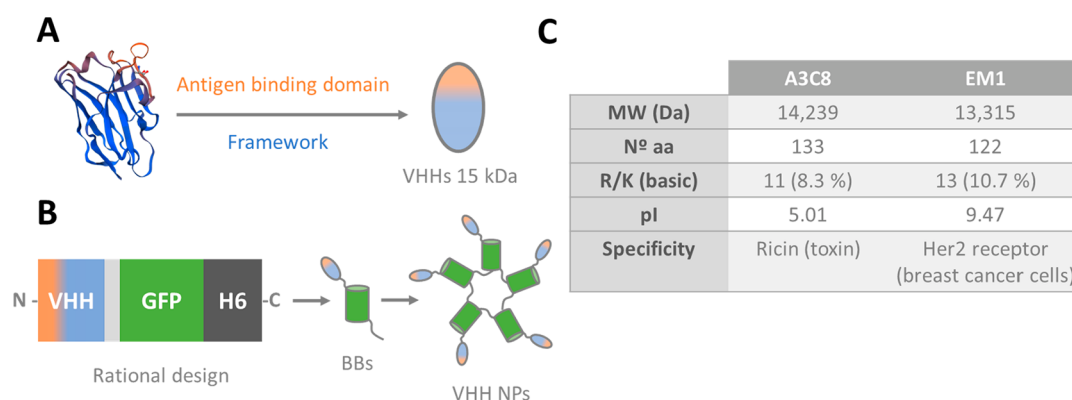 A
Antigen binding domain
Framework
VHHs 15 kDa
B
N - VHH GFP H6 -C
Rational design
BBs
VHH NPs
C
A3C8 EM1
MW (Da) 14,239 13,315
Nº aa 133 122
R/K (basic) 11 (8.3 %) 13 (10.7 %)
pI 5.01 9.47
Specificity Ricin (toxin) Her2 receptor
(breast cancer cells)